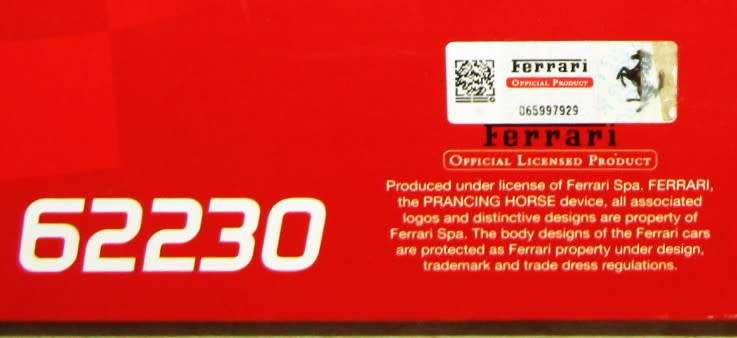 Ferrari
OFFICIAL PRODUCT
065997929
Ferrari
OFFICIAL LICENSED PRODUCT
Produced under license of Ferrari Spa. FERRARI,
the PRANCING HORSE device, all associated
logos and distinctive designs are property of
Ferrari Spa. The body designs of the Ferrari cars
are protected as Ferrari property under design,
trademark and trade dress regulations.
62230